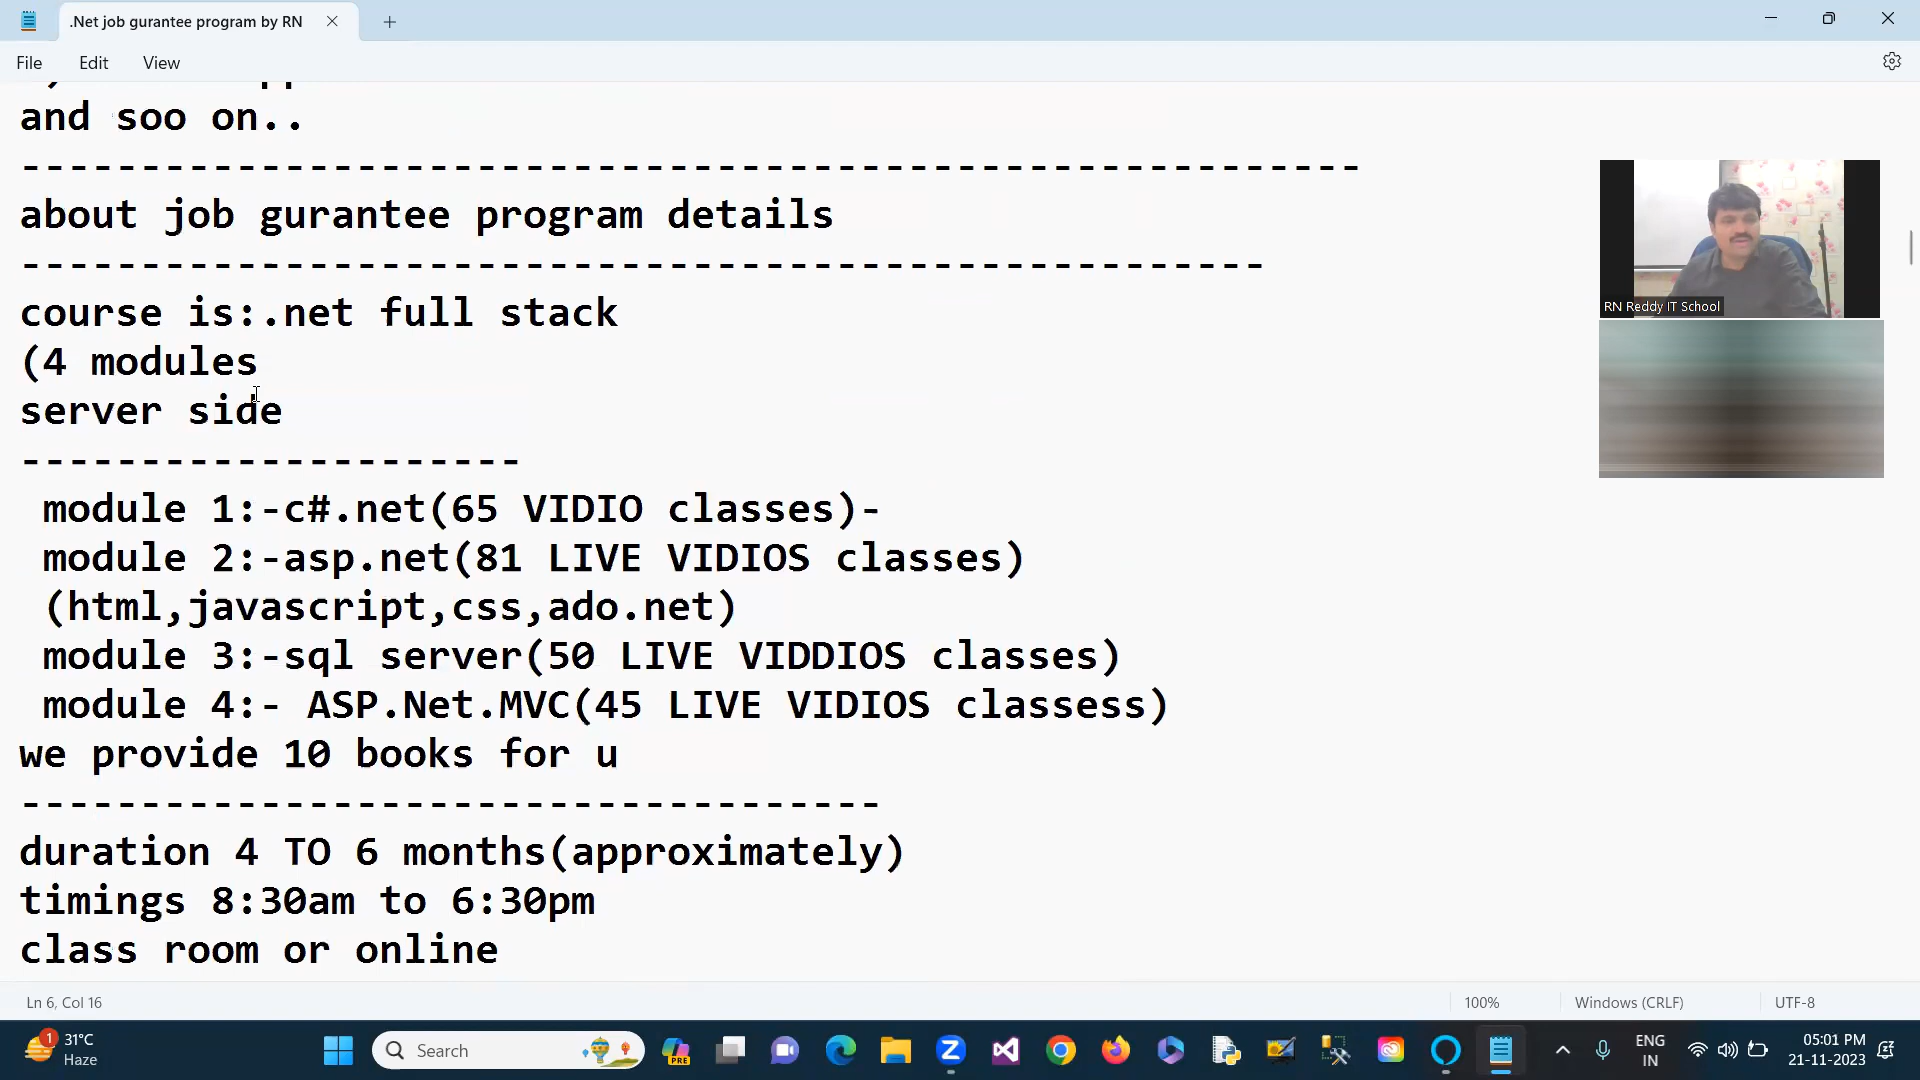 .Net job gurantee program by RN
File Edit View
and soo on..
--------------------------------------------------------
about job gurantee program details
----------------------------------------------------
course is:.net full stack
(4 modules
server side
---------------------
module 1:-c#.net(65 VIDIO classes)-
module 2:-asp.net(81 LIVE VIDIOS classes)
(html,javascript,css,ado.net)
module 3:-sql server(50 LIVE VIDDIOS classes)
module 4:- ASP.Net.MVC(45 LIVE VIDIOS classess)
we provide 10 books for u
------------------------------------
duration 4 TO 6 months(approximately)
timings 8:30am to 6:30pm
class room or online
RN Reddy IT School
Ln 6, Col 16
100%
Windows (CRLF)
UTF-8
1
31°C
Haze
Search
PRE
ENG
IN
05:01 PM
21-11-2023